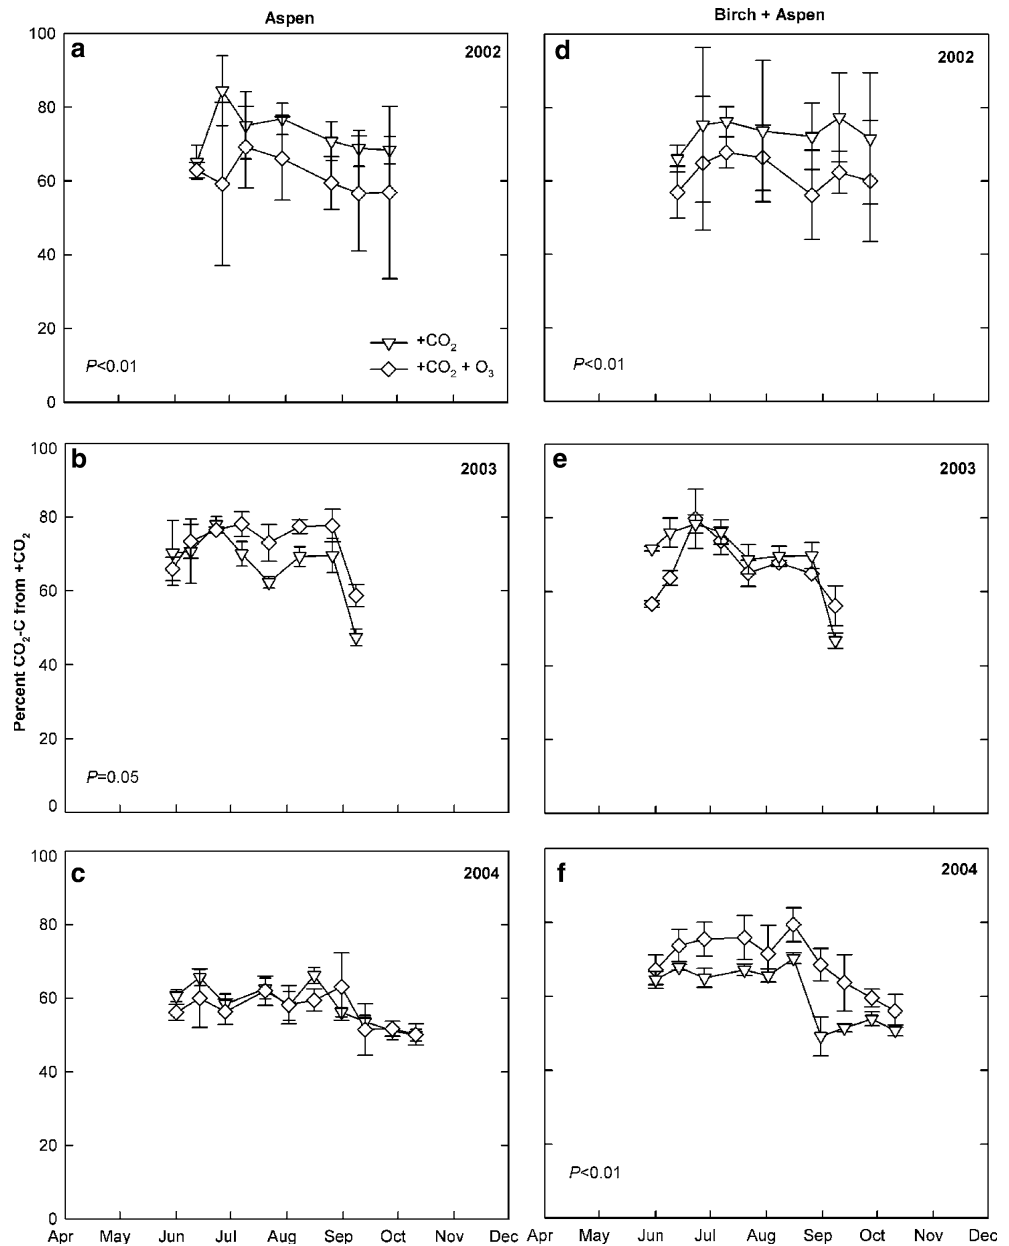 Aspen
Birch + Aspen
a
2002
100
80
60
40
20
0
P<0.01
+CO2
+CO2 + O3
d
2002
P<0.01
Percent CO2-C from +CO2
b
2003
100
80
60
40
20
0
P=0.05
e
2003
c
2004
100
80
60
40
20
0
f
2004
P<0.01
Apr May Jun Jul Aug Sep Oct Nov Dec
Apr May Jun Jul Aug Sep Oct Nov Dec